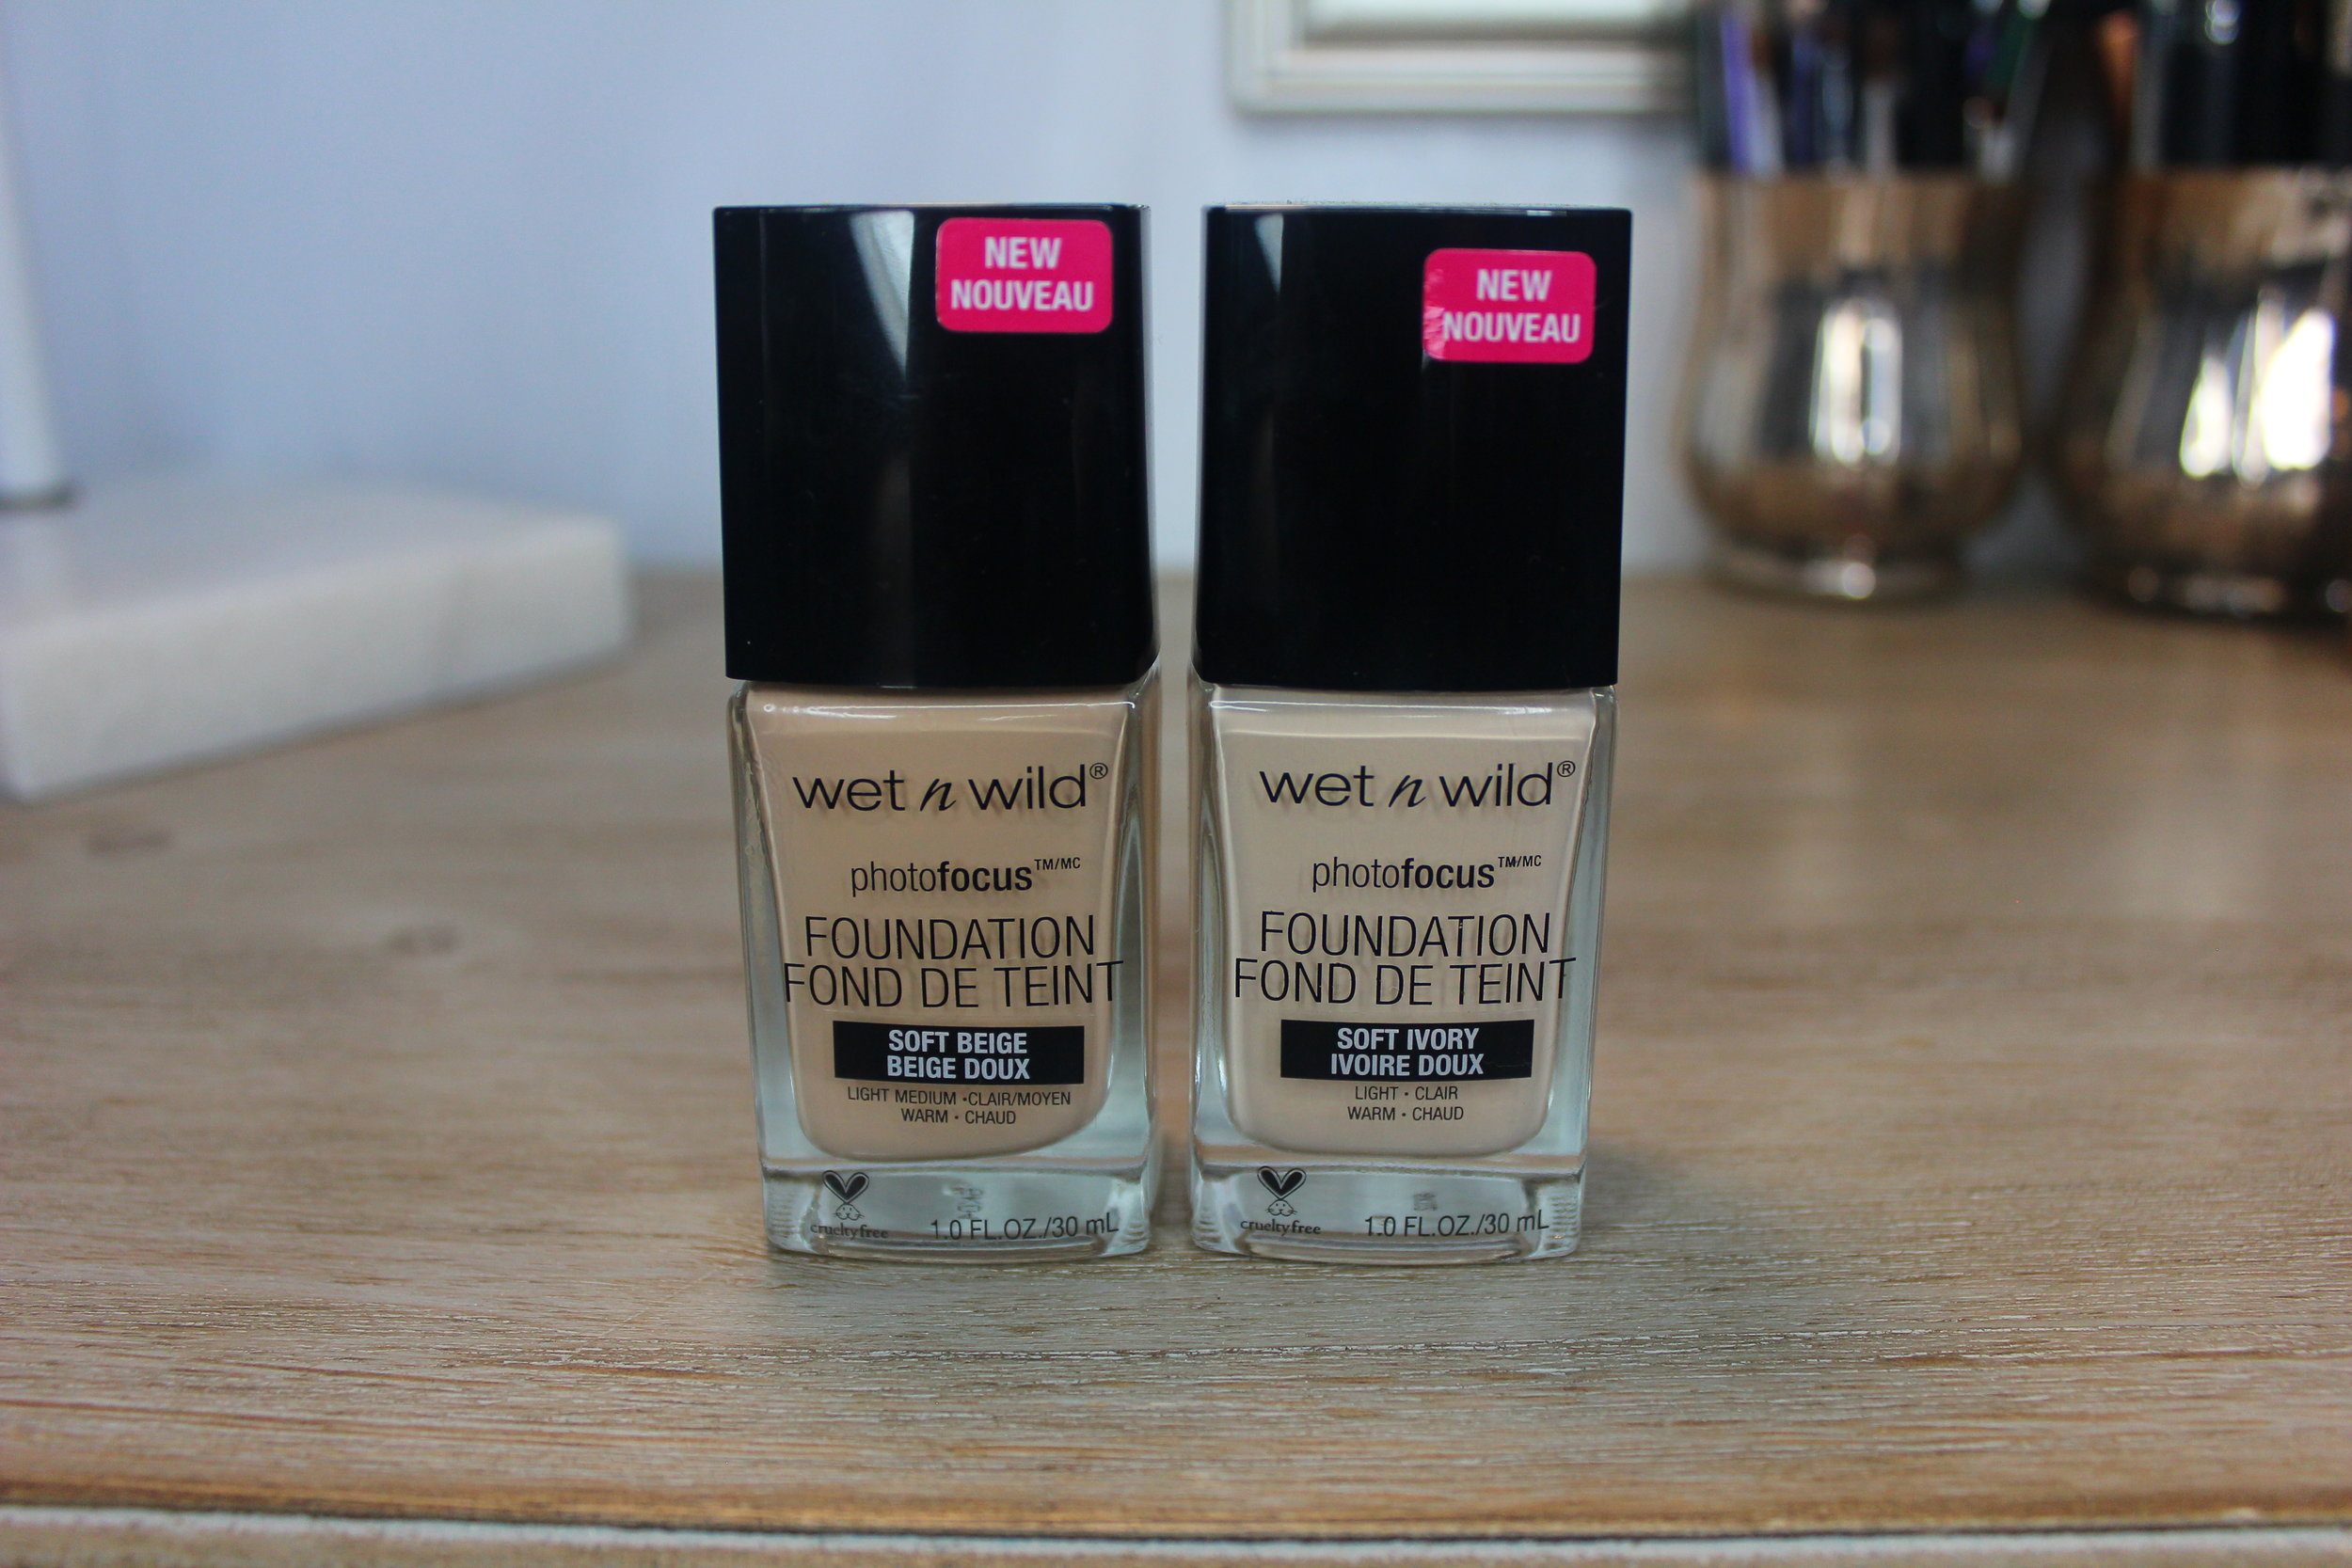 NEW
NOUVEAU
wet n wild®
photofocus™/MC
FOUNDATION
FOND DE TEINT
SOFT BEIGE
BEIGE DOUX
LIGHT MEDIUM •CLAIR/MOYEN
WARM • CHAUD
crueltyfree
1.0 FL.OZ./30 mL
NEW
NOUVEAU
wet n wild®
photofocus™/MC
FOUNDATION
FOND DE TEINT
SOFT IVORY
IVOIRE DOUX
LIGHT • CLAIR
WARM • CHAUD
crueltyfree
1.0 FL.OZ./30 mL